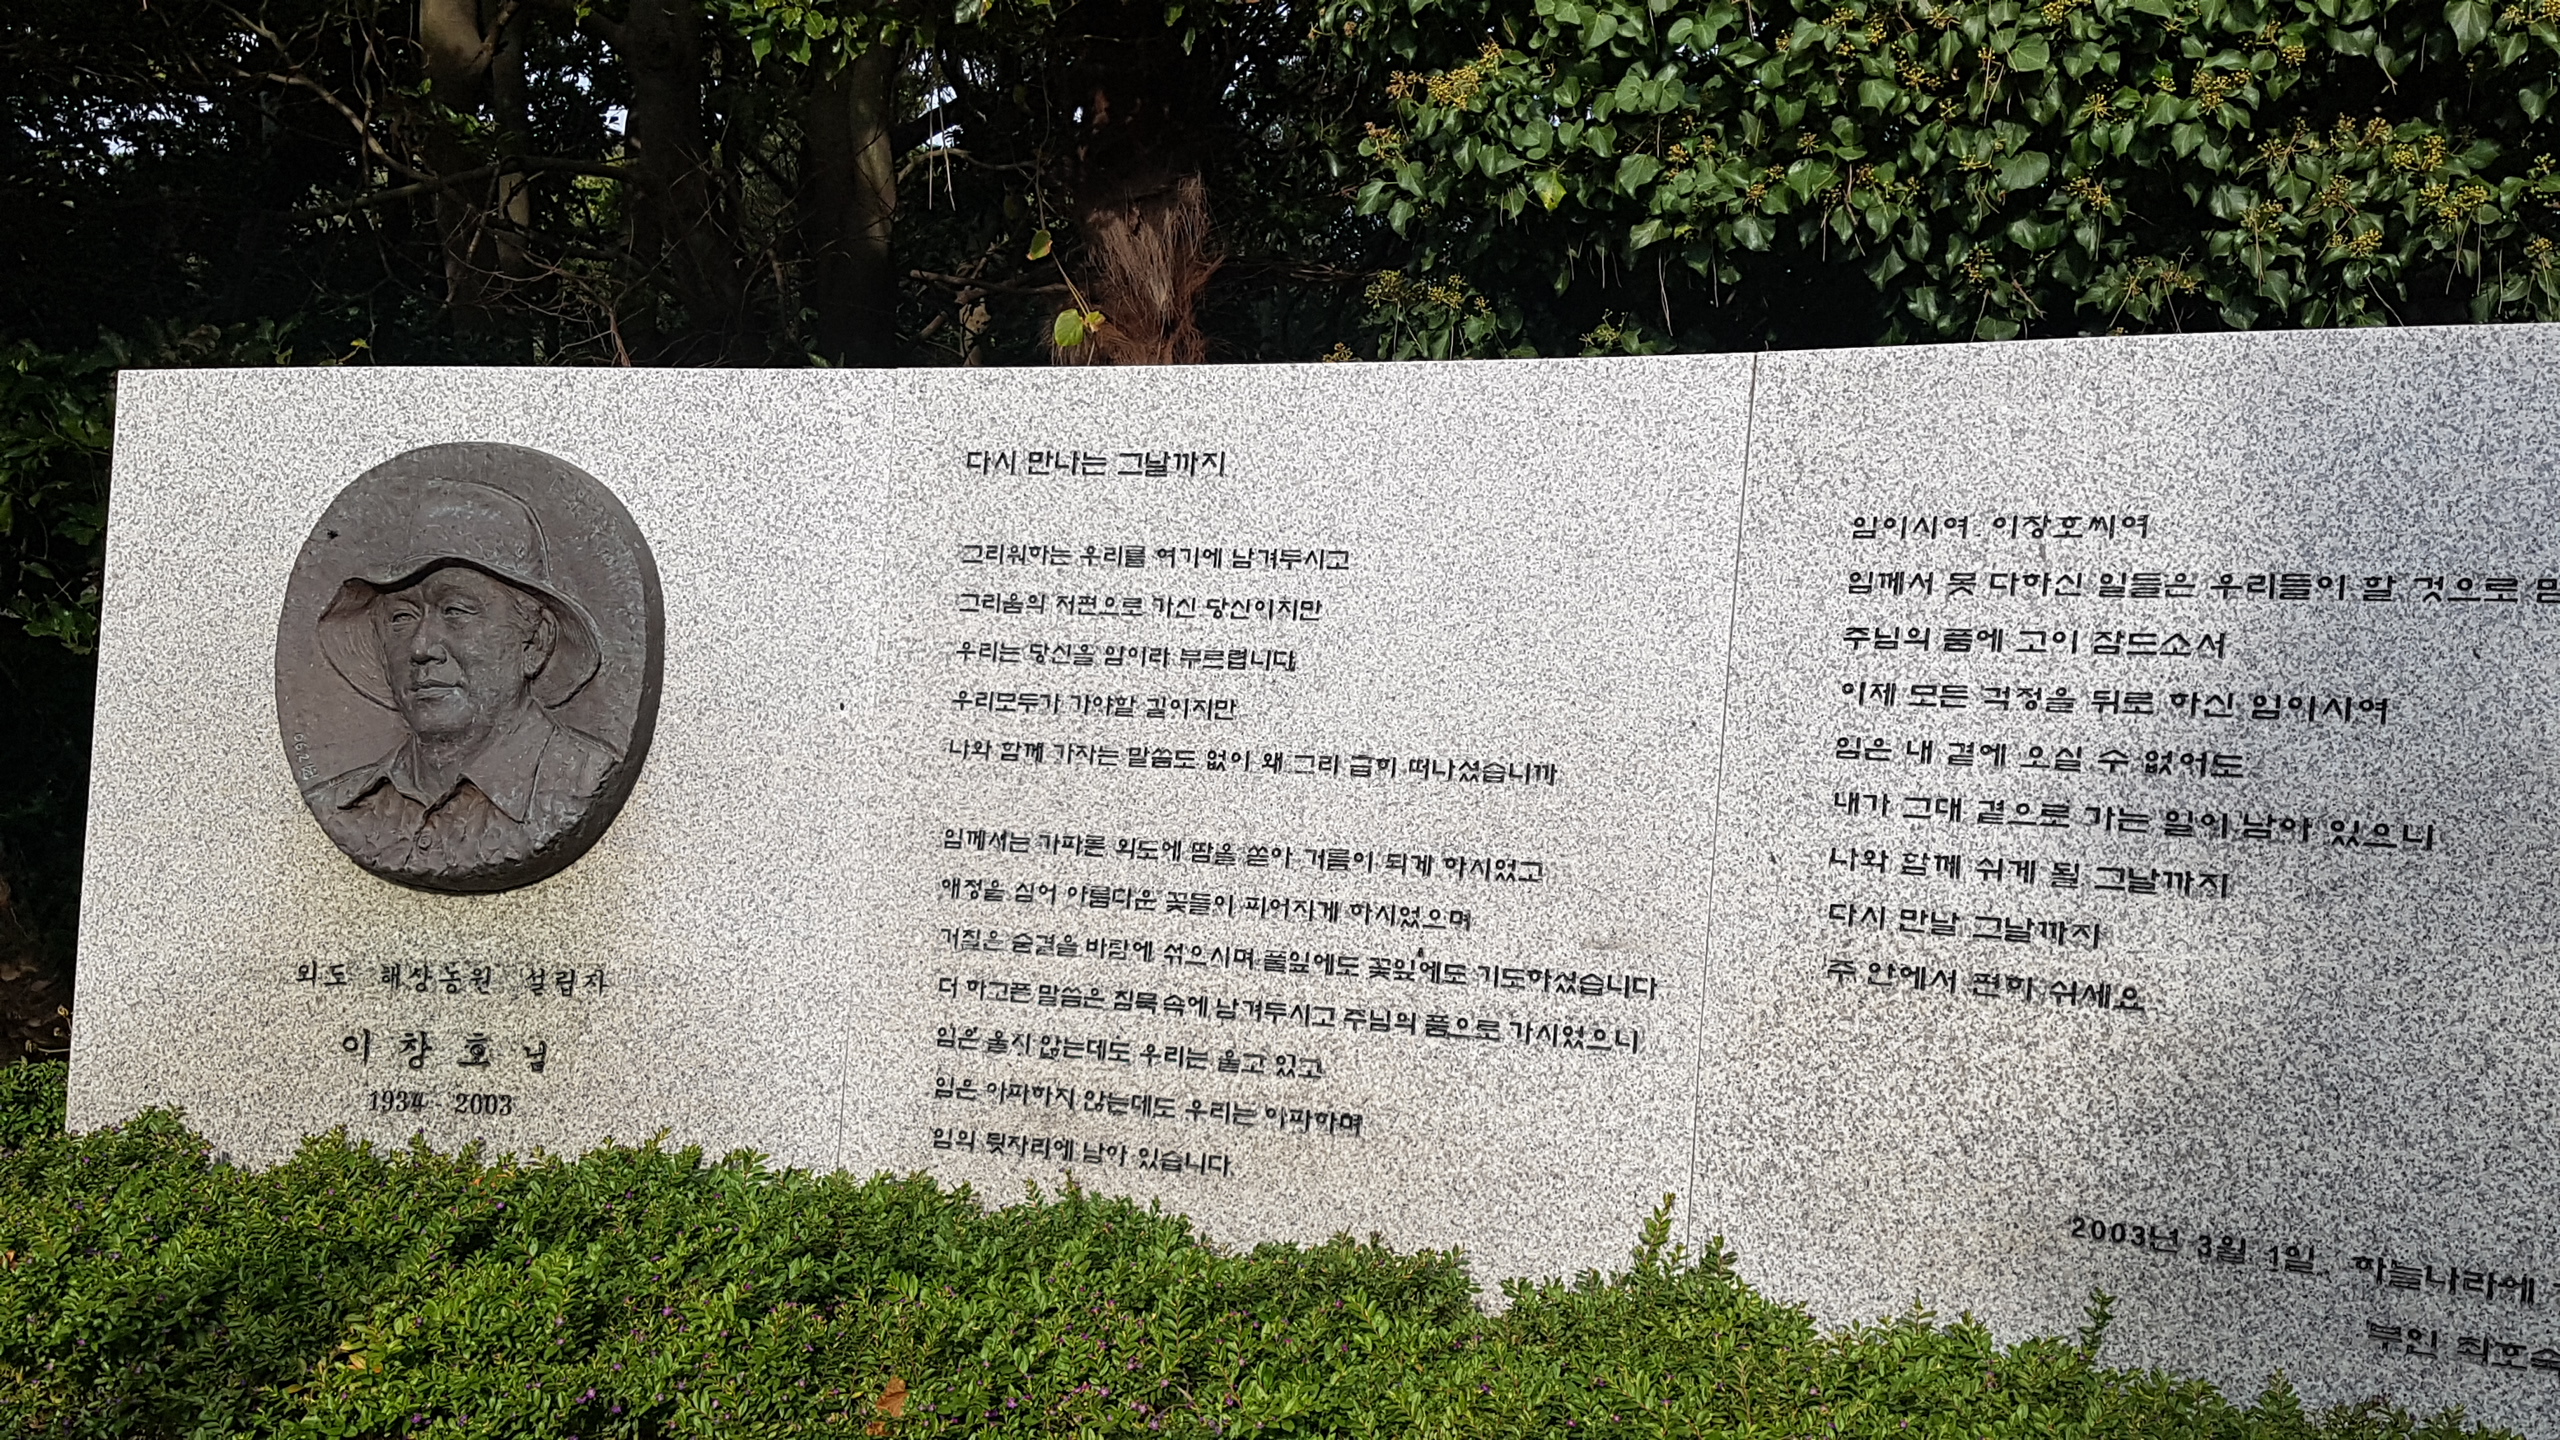 외도 해상농원 설립자
이 창 호 님
1934 - 2003
다시 만나는 그날까지
그리워하는 우리를 여기에 남겨두시고
그리움의 저편으로 가신 당신이지만
우리는 당신을 임이라 부르렵니다
우리모두가 가야할 길이지만
나와 함께 가자는 말씀도 없이 왜 그리 급히 떠나셨습니까
임께서는 가파른 외도에 땀을 쏟아 거름이 되게 하시었고
애정을 심어 아름다운 꽃들이 피어지게 하시었으며
거칠은 숨결을 바람에 섞으시며 풀잎에도 꽃잎에도 기도하셨습니다
더 하고픈 말씀은 침묵 속에 남겨두시고 주님의 품으로 가시었으니
임은 울지 않는데도 우리는 울고 있고
임은 아파하지 않는데도 우리는 아파하며
임의 뒷자리에 남아 있습니다.
임이시여. 이창호씨여
임께서 못 다하신 일들은 우리들이 할 것으로
주님의 품에 고이 잠드소서
이제 모든 걱정을 뒤로 하신 임이시여
임은 내 곁에 오실 수 없어도
내가 그대 곁으로 가는 일이 남아 있으니
나와 함께 쉬게 될 그날까지
다시 만날 그날까지
주 안에서 편히 쉬세요
2003년 3월 1일. 하늘나라에
부인 최호숙